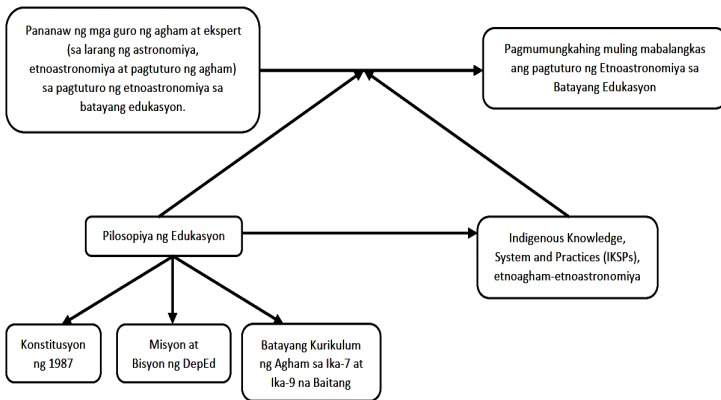 Pananaw ng mga guro ng agham at ekspert
(sa larang ng astronomiya,
etnoastronomiya at pagtuturo ng agham)
sa pagtuturo ng etnoastronomiya sa
batayang edukasyon.
Pagmumungkahing muling mabalangkas
ang pagtuturo ng Etnoastronomiya sa
Batayang Edukasyon
Pilosopiya ng Edukasyon
Indigenous Knowledge,
System and Practices (IKSPs),
etnoagham-etnoastronomiya
Konstitusyon
ng 1987
Misyon at
Bisyon ng DepEd
Batayang Kurikulum
ng Agham sa Ika-7 at
Ika-9 na Baitang